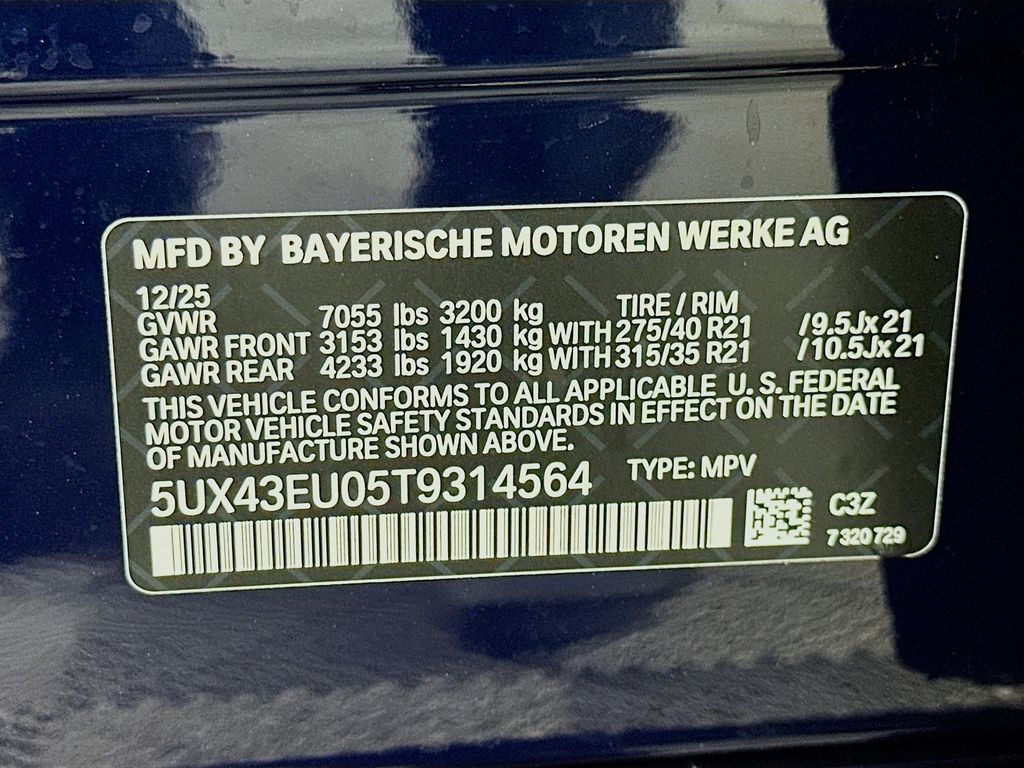 MFD BY BAYERISCHE MOTOREN WERKE AG
12/25
GVWR 7055 lbs 3200 kg TIRE / RIM
GAWR FRONT 3153 lbs 1430 kg WITH 275/40 R21 /9.5Jx21
GAWR REAR 4233 lbs 1920 kg WITH 315/35 R21 /10.5Jx21
THIS VEHICLE CONFORMS TO ALL APPLICABLE U. S. FEDERAL
MOTOR VEHICLE SAFETY STANDARDS IN EFFECT ON THE DATE
OF MANUFACTURE SHOWN ABOVE.
5UX43EU05T9314564 TYPE: MPV
C3Z
7320729